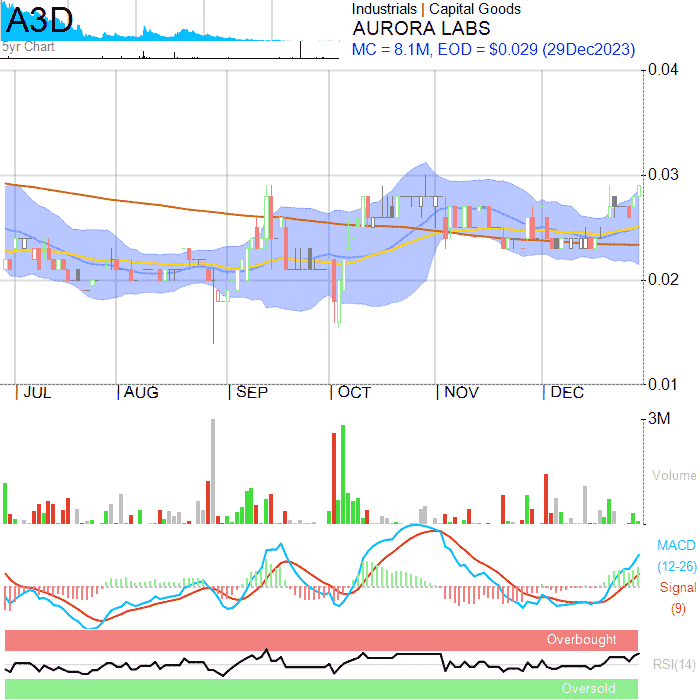 A3D
5yr Chart
Industrials | Capital Goods
AURORA LABS
MC = 8.1M, EOD = $0.029 (29Dec2023)
0.04
0.03
0.02
0.01
JUL AUG SEP OCT NOV DEC
3M
Volume
MACD
(12-26)
Signal
(9)
Overbought
RSI(14)
Oversold